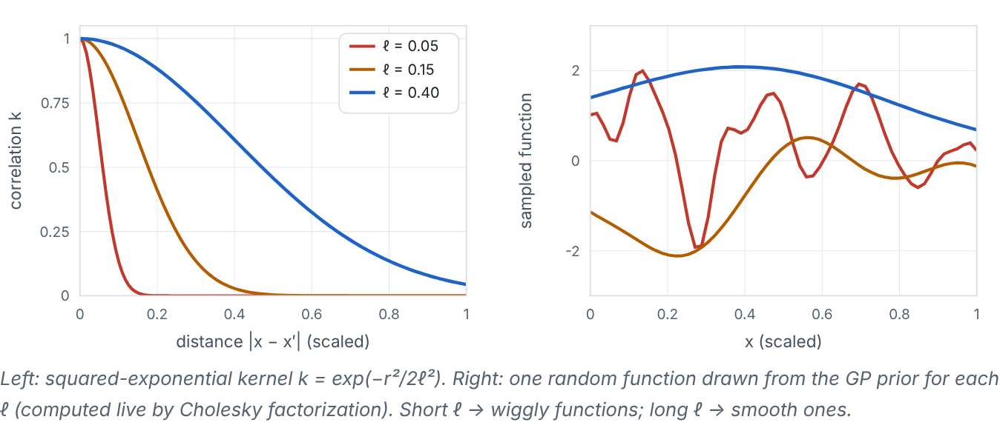 1
0.75
0.5
0.25
0
correlation k
ℓ = 0.05
ℓ = 0.15
ℓ = 0.40
0 0.2 0.4 0.6 0.8 1
distance |x − x′| (scaled)
2
0
-2
sampled function
0 0.2 0.4 0.6 0.8 1
x (scaled)
Left: squared-exponential kernel k = exp(−r²/2ℓ²). Right: one random function drawn from the GP prior for each
ℓ (computed live by Cholesky factorization). Short ℓ → wiggly functions; long ℓ → smooth ones.